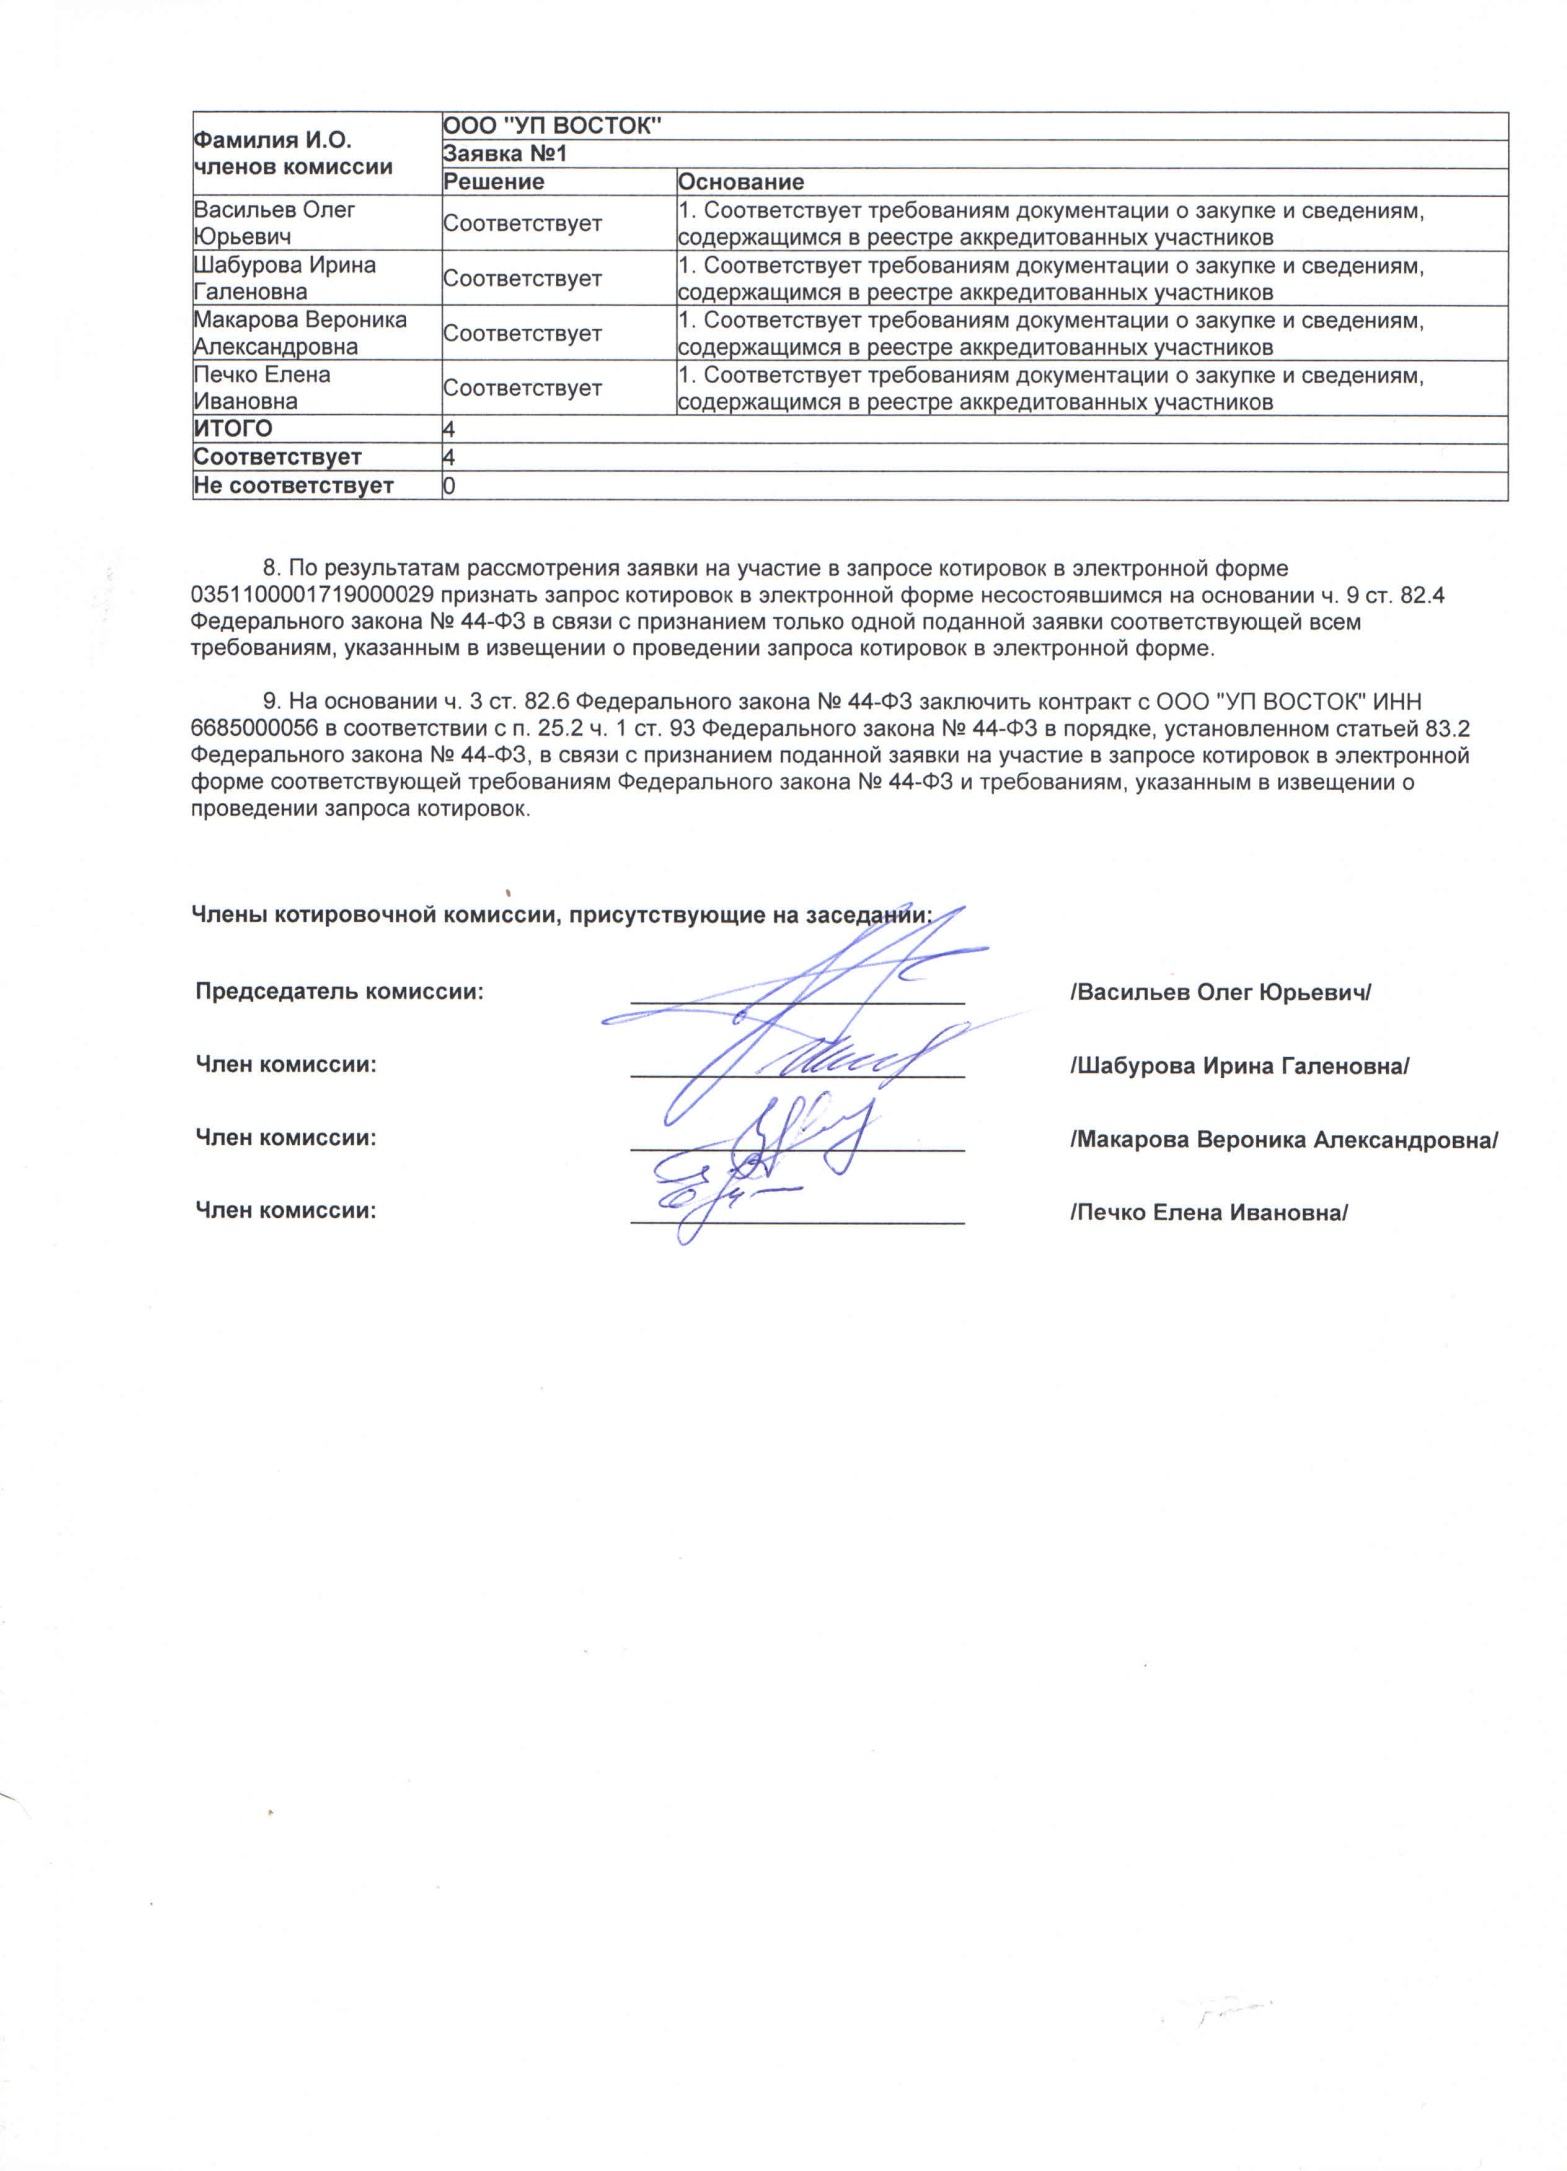 Фамилия И.О.
членов комиссии
ООО "УП ВОСТОК"
Заявка №1
Решение Основание
Васильев Олег
Юрьевич
Соответствует
1. Соответствует требованиям документации о закупке и сведениям,
содержащимся в реестре аккредитованных участников
Шабурова Ирина
Галеновна
Соответствует
1. Соответствует требованиям документации о закупке и сведениям,
содержащимся в реестре аккредитованных участников
Макарова Вероника
Александровна
Соответствует
1. Соответствует требованиям документации о закупке и сведениям,
содержащимся в реестре аккредитованных участников
Печко Елена
Ивановна
Соответствует
1. Соответствует требованиям документации о закупке и сведениям,
содержащимся в реестре аккредитованных участников
ИТОГО 4
Соответствует 4
Не соответствует 0
8. По результатам рассмотрения заявки на участие в запросе котировок в электронной форме
0351100001719000029 признать запрос котировок в электронной форме несостоявшимся на основании ч. 9 ст. 82.4
Федерального закона № 44-ФЗ в связи с признанием только одной поданной заявки соответствующей всем
требованиям, указанным в извещении о проведении запроса котировок в электронной форме.
9. На основании ч. 3 ст. 82.6 Федерального закона № 44-ФЗ заключить контракт с ООО "УП ВОСТОК" ИНН
6685000056 в соответствии с п. 25.2 ч. 1 ст. 93 Федерального закона № 44-ФЗ в порядке, установленном статьей 83.2
Федерального закона № 44-ФЗ, в связи с признанием поданной заявки на участие в запросе котировок в электронной
форме соответствующей требованиям Федерального закона № 44-ФЗ и требованиям, указанным в извещении о
проведении запроса котировок.
Члены котировочной комиссии, присутствующие на заседании:
Председатель комиссии: /Васильев Олег Юрьевич/
Член комиссии: /Шабурова Ирина Галеновна/
Член комиссии: /Макарова Вероника Александровна/
Член комиссии: /Печко Елена Ивановна/